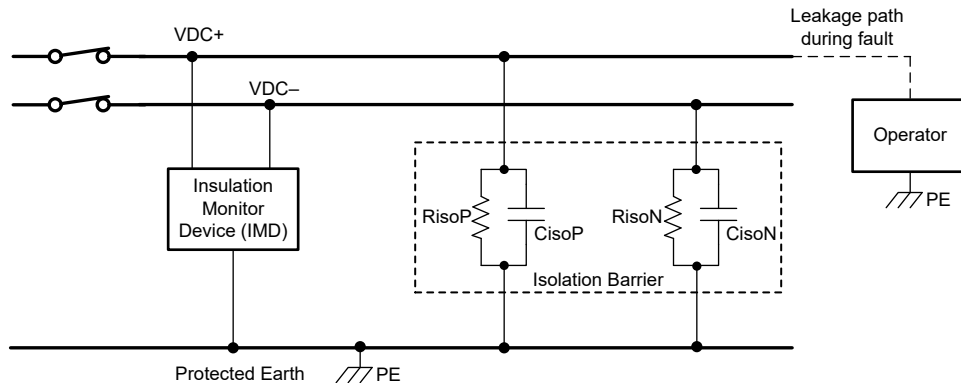 Leakage path
during fault
VDC+
VDC–
Operator
PE
Insulation
Monitor
Device (IMD)
RisoP
CisoP
RisoN
CisoN
Isolation Barrier
Protected Earth
PE